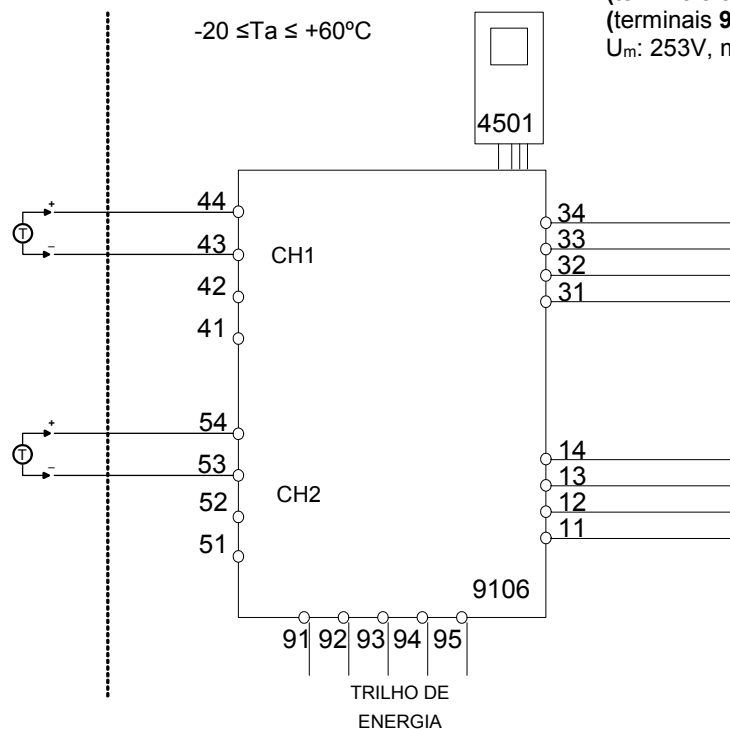 -20 ≤Ta ≤ +60ºC
(terminais 9
Um: 253V, m
4501
44
43
42
41
CH1
34
33
32
31
54
53
52
51
CH2
14
13
12
11
9106
91 92 93 94 95
TRILHO DE
ENERGIA
T
+
–
T
+
–